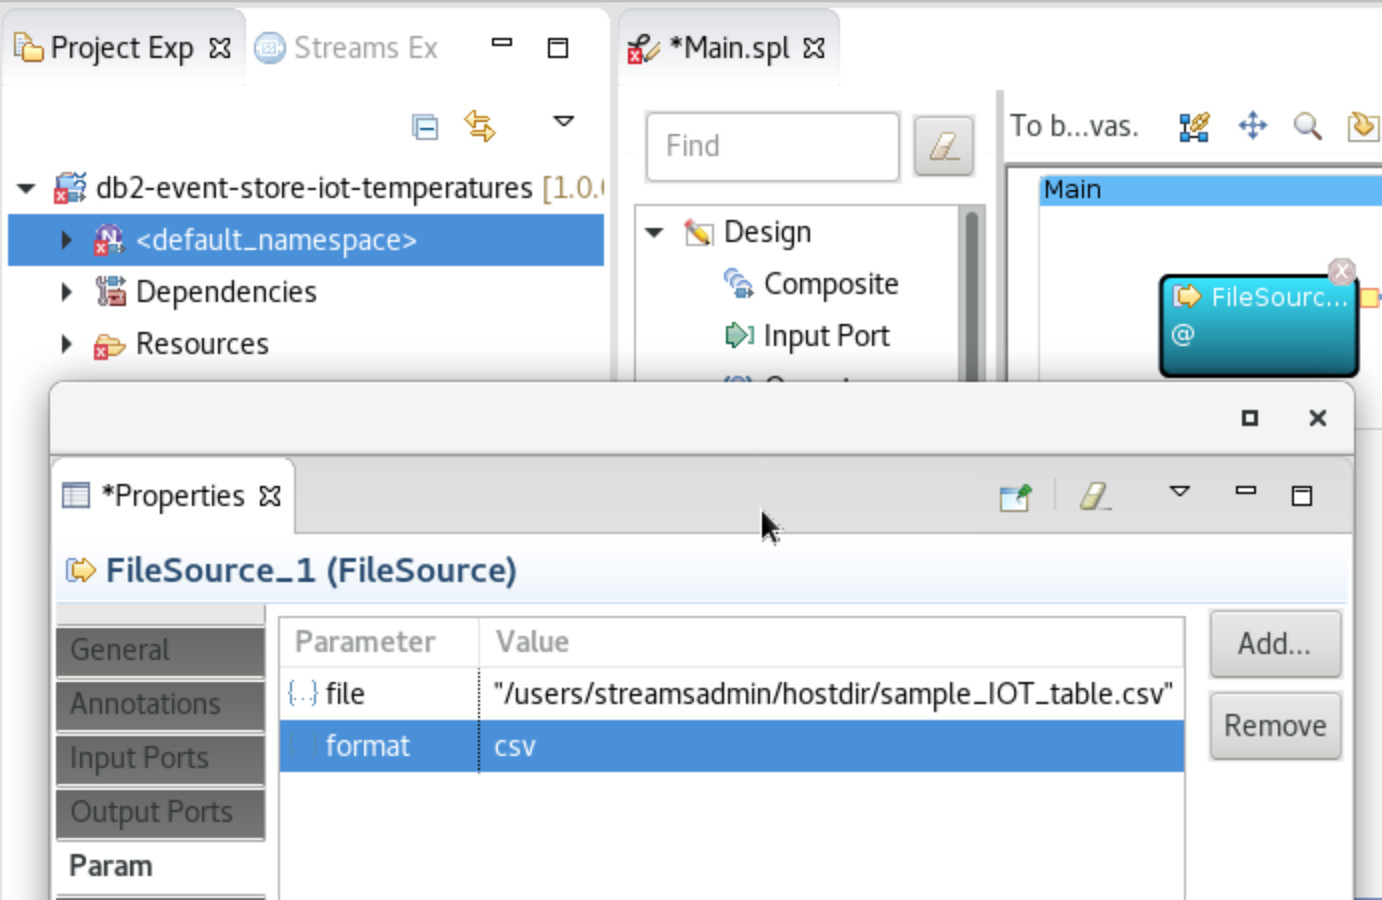 Project Exp
Streams Ex
*Main.spl
Find
To b...vas.
db2-event-store-iot-temperatures [1.0.
Main
<default_namespace>
Design
Dependencies
Composite
FileSourc...
@
Resources
Input Port
*Properties
FileSource_1 (FileSource)
General
Parameter
Value
Add...
Annotations
{..} file
"/users/streamsadmin/hostdir/sample_IOT_table.csv"
Remove
Input Ports
format
csv
Output Ports
Param